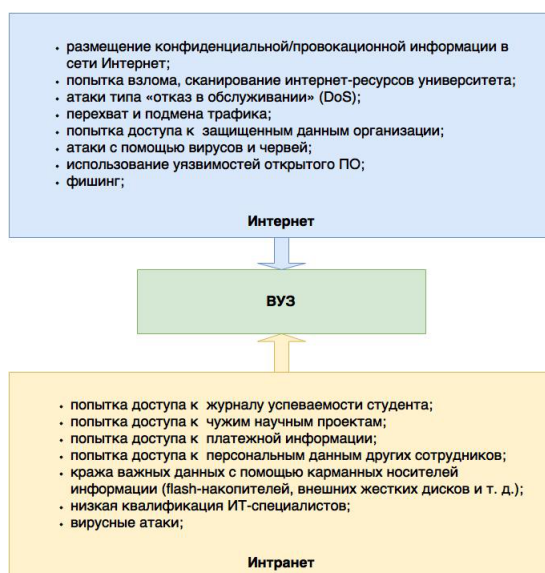 • размещение конфиденциальной/провокационной информации в
сети Интернет;
• попытка взлома, сканирование интернет-ресурсов университета;
• атаки типа «отказ в обслуживании» (DoS);
• перехват и подмена трафика;
• попытка доступа к защищенным данным организации;
• атаки с помощью вирусов и червей;
• использование уязвимостей открытого ПО;
• фишинг;
Интернет
ВУЗ
• попытка доступа к журналу успеваемости студента;
• попытка доступа к чужим научным проектам;
• попытка доступа к платежной информации;
• попытка доступа к персональным данным других сотрудников;
• кража важных данных с помощью карманных носителей
информации (flash-накопителей, внешних жестких дисков и т. д.);
• низкая квалификация ИТ-специалистов;
• вирусные атаки;
Интранет